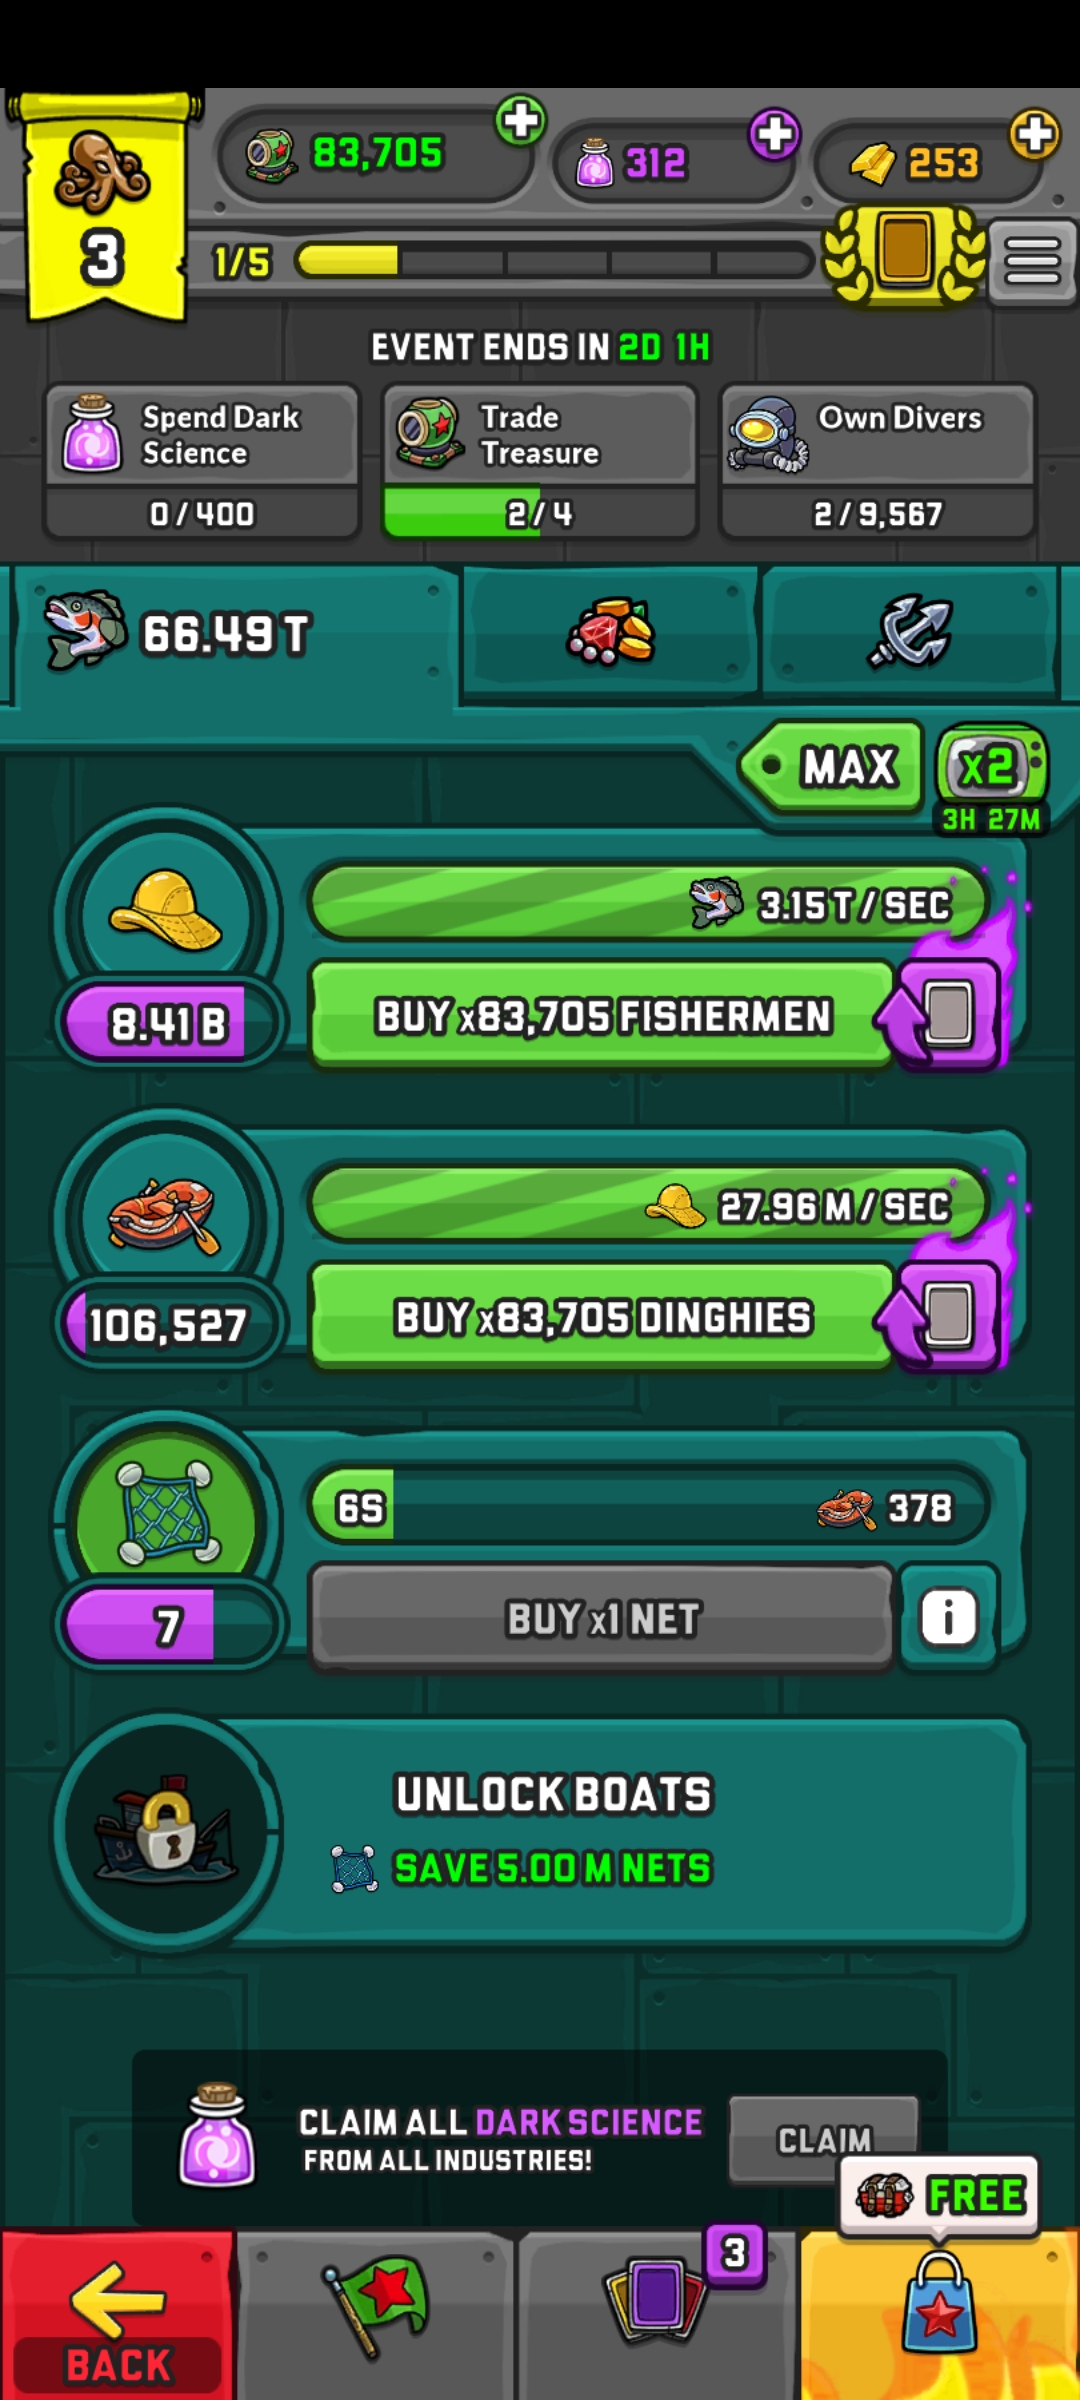 83,705
312
253
3
1/5
EVENT ENDS IN 2D 1H
Spend Dark Science
0/400
Trade Treasure
2/4
Own Divers
2/9,567
66.49 T
MAX
x2
3H 27M
3.15 T / SEC
8.41 B
BUY x83,705 FISHERMEN
27.96 M / SEC
106,527
BUY x83,705 DINGHIES
6S
378
7
BUY x1 NET
i
UNLOCK BOATS
SAVE 5.00 M NETS
CLAIM ALL DARK SCIENCE
FROM ALL INDUSTRIES!
CLAIM
FREE
3
BACK